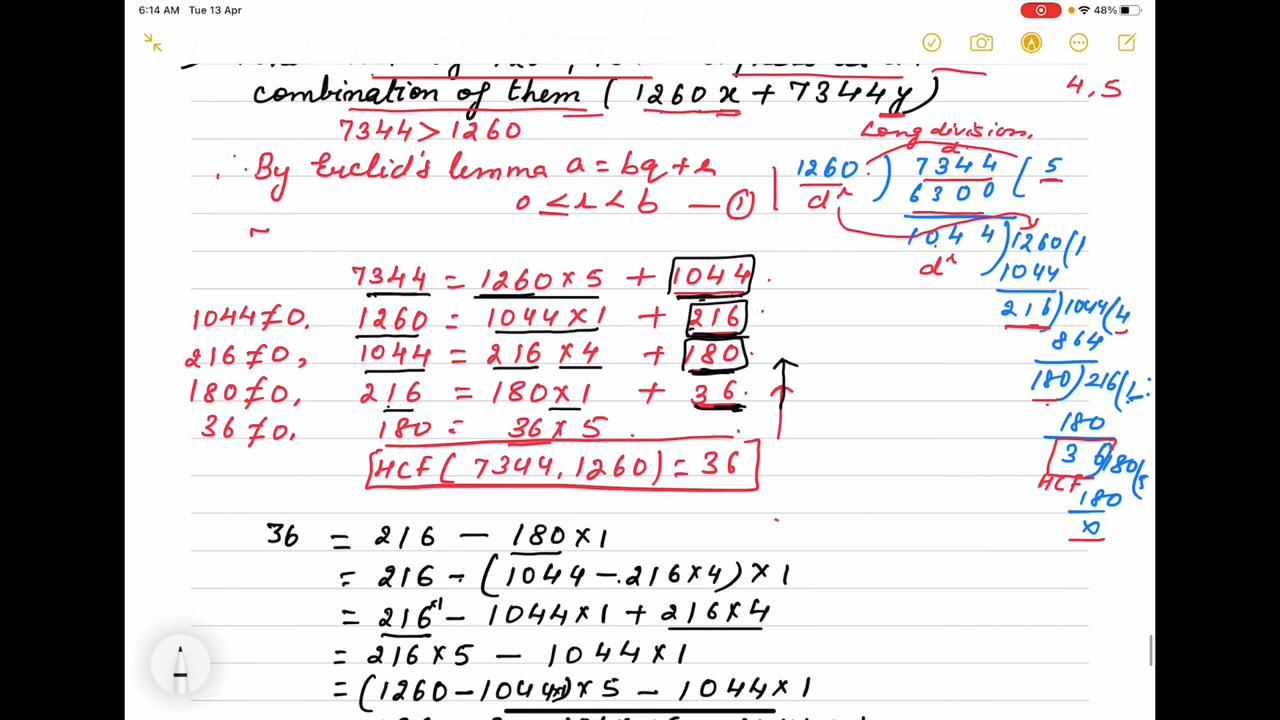 6:14 AM Tue 13 Apr
48%
combination of them (1260x + 7344y)
4,5
7344 > 1260
Long division.
∴ By Euclid's lemma a = bq + r
0 ≤ r < b — ①
1260 ) 7344 ( 5
dr
d
6300
1044 ) 1260 ( 1
dr
1044
216 ) 1044 ( 4
864
180 ) 216 ( 1
180
36 ) 180 ( 5
HCF
180
x
7344 = 1260 x 5 + 1044
1044 ≠ 0. 1260 = 1044 x 1 + 216
216 ≠ 0, 1044 = 216 x 4 + 180
180 ≠ 0, 216 = 180 x 1 + 36
36 ≠ 0. 180 = 36 x 5
HCF (7344, 1260) = 36
36 = 216 — 180 x 1
= 216 - (1044 - 216 x 4) x 1
= 216 x1 - 1044 x 1 + 216 x 4
= 216 x 5 - 1044 x 1
= (1260 - 1044 x1) x 5 - 1044 x 1